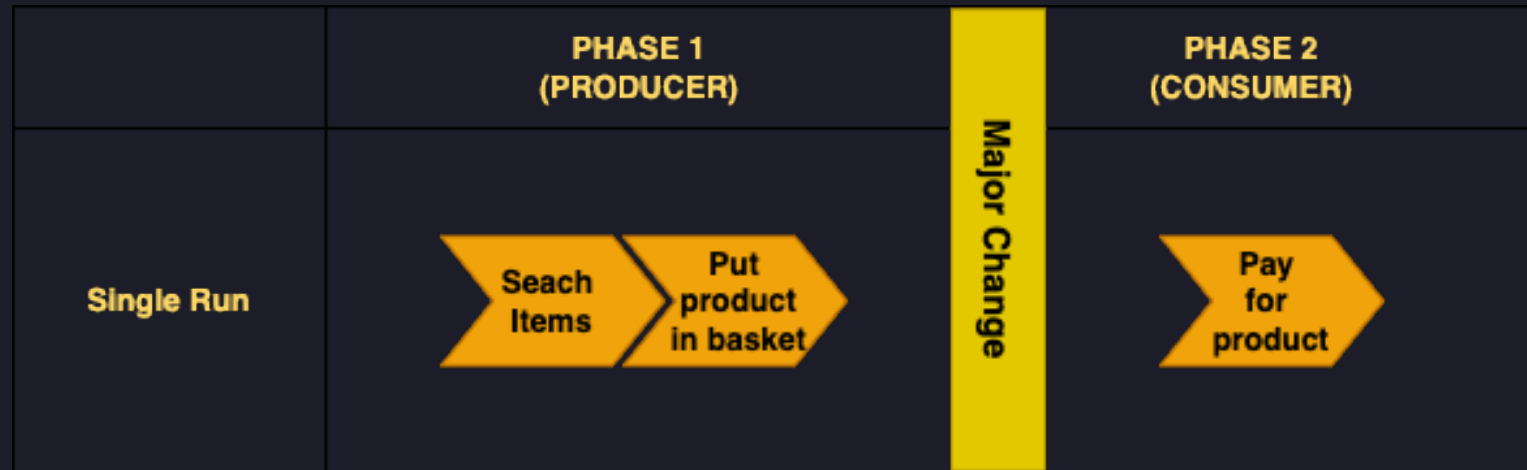 PHASE 1
(PRODUCER)
Major Change
PHASE 2
(CONSUMER)
Single Run
Seach
Items
Put
product
in basket
Pay
for
product